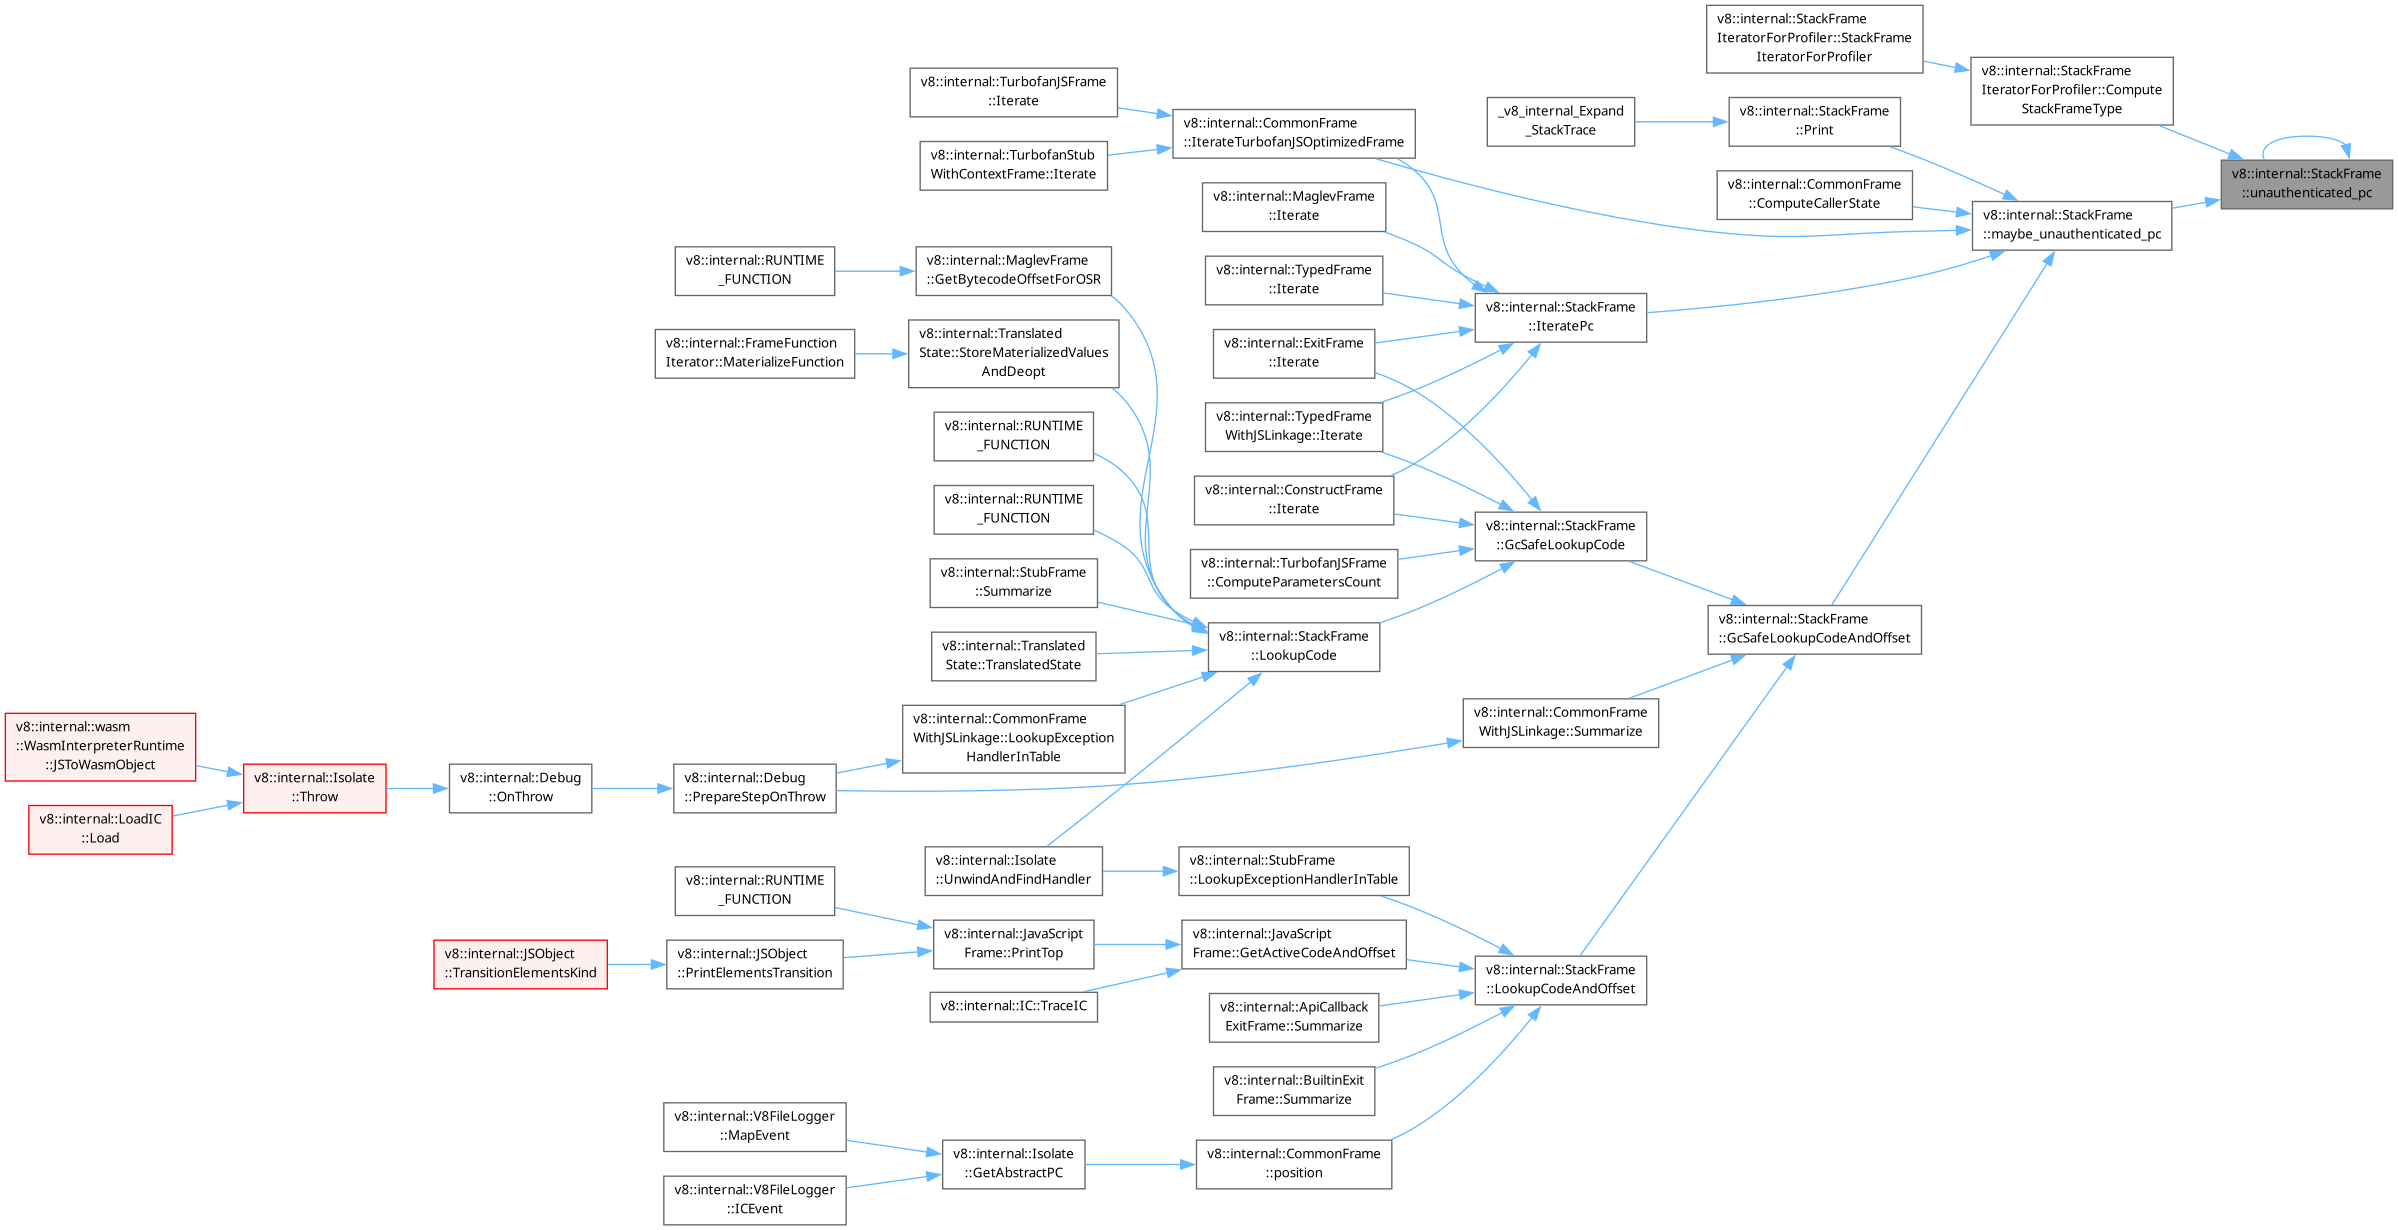 v8::internal::StackFrame
IteratorForProfiler::StackFrame
IteratorForProfiler
v8::internal::StackFrame
IteratorForProfiler::Compute
StackFrameType
v8::internal::TurbofanJSFrame
::Iterate
_v8_internal_Expand
_StackTrace
v8::internal::StackFrame
::Print
v8::internal::CommonFrame
::IterateTurbofanJSOptimizedFrame
v8::internal::TurbofanStub
WithContextFrame::Iterate
v8::internal::StackFrame
::unauthenticated_pc
v8::internal::MaglevFrame
::Iterate
v8::internal::CommonFrame
::ComputeCallerState
v8::internal::StackFrame
::maybe_unauthenticated_pc
v8::internal::RUNTIME
_FUNCTION
v8::internal::MaglevFrame
::GetBytecodeOffsetForOSR
v8::internal::TypedFrame
::Iterate
v8::internal::StackFrame
::IteratePc
v8::internal::FrameFunction
Iterator::MaterializeFunction
v8::internal::Translated
State::StoreMaterializedValues
AndDeopt
v8::internal::ExitFrame
::Iterate
v8::internal::RUNTIME
_FUNCTION
v8::internal::TypedFrame
WithJSLinkage::Iterate
v8::internal::RUNTIME
_FUNCTION
v8::internal::ConstructFrame
::Iterate
v8::internal::StackFrame
::GcSafeLookupCode
v8::internal::StubFrame
::Summarize
v8::internal::TurbofanJSFrame
::ComputeParametersCount
v8::internal::Translated
State::TranslatedState
v8::internal::StackFrame
::LookupCode
v8::internal::StackFrame
::GcSafeLookupCodeAndOffset
v8::internal::wasm
::WasmInterpreterRuntime
::JSToWasmObject
v8::internal::CommonFrame
WithJSLinkage::LookupException
HandlerInTable
v8::internal::CommonFrame
WithJSLinkage::Summarize
v8::internal::Isolate
::Throw
v8::internal::Debug
::OnThrow
v8::internal::Debug
::PrepareStepOnThrow
v8::internal::LoadIC
::Load
v8::internal::Isolate
::UnwindAndFindHandler
v8::internal::StubFrame
::LookupExceptionHandlerInTable
v8::internal::RUNTIME
_FUNCTION
v8::internal::JavaScript
Frame::PrintTop
v8::internal::JavaScript
Frame::GetActiveCodeAndOffset
v8::internal::JSObject
::TransitionElementsKind
v8::internal::JSObject
::PrintElementsTransition
v8::internal::StackFrame
::LookupCodeAndOffset
v8::internal::IC::TraceIC
v8::internal::ApiCallback
ExitFrame::Summarize
v8::internal::BuiltinExit
Frame::Summarize
v8::internal::V8FileLogger
::MapEvent
v8::internal::Isolate
::GetAbstractPC
v8::internal::CommonFrame
::position
v8::internal::V8FileLogger
::ICEvent